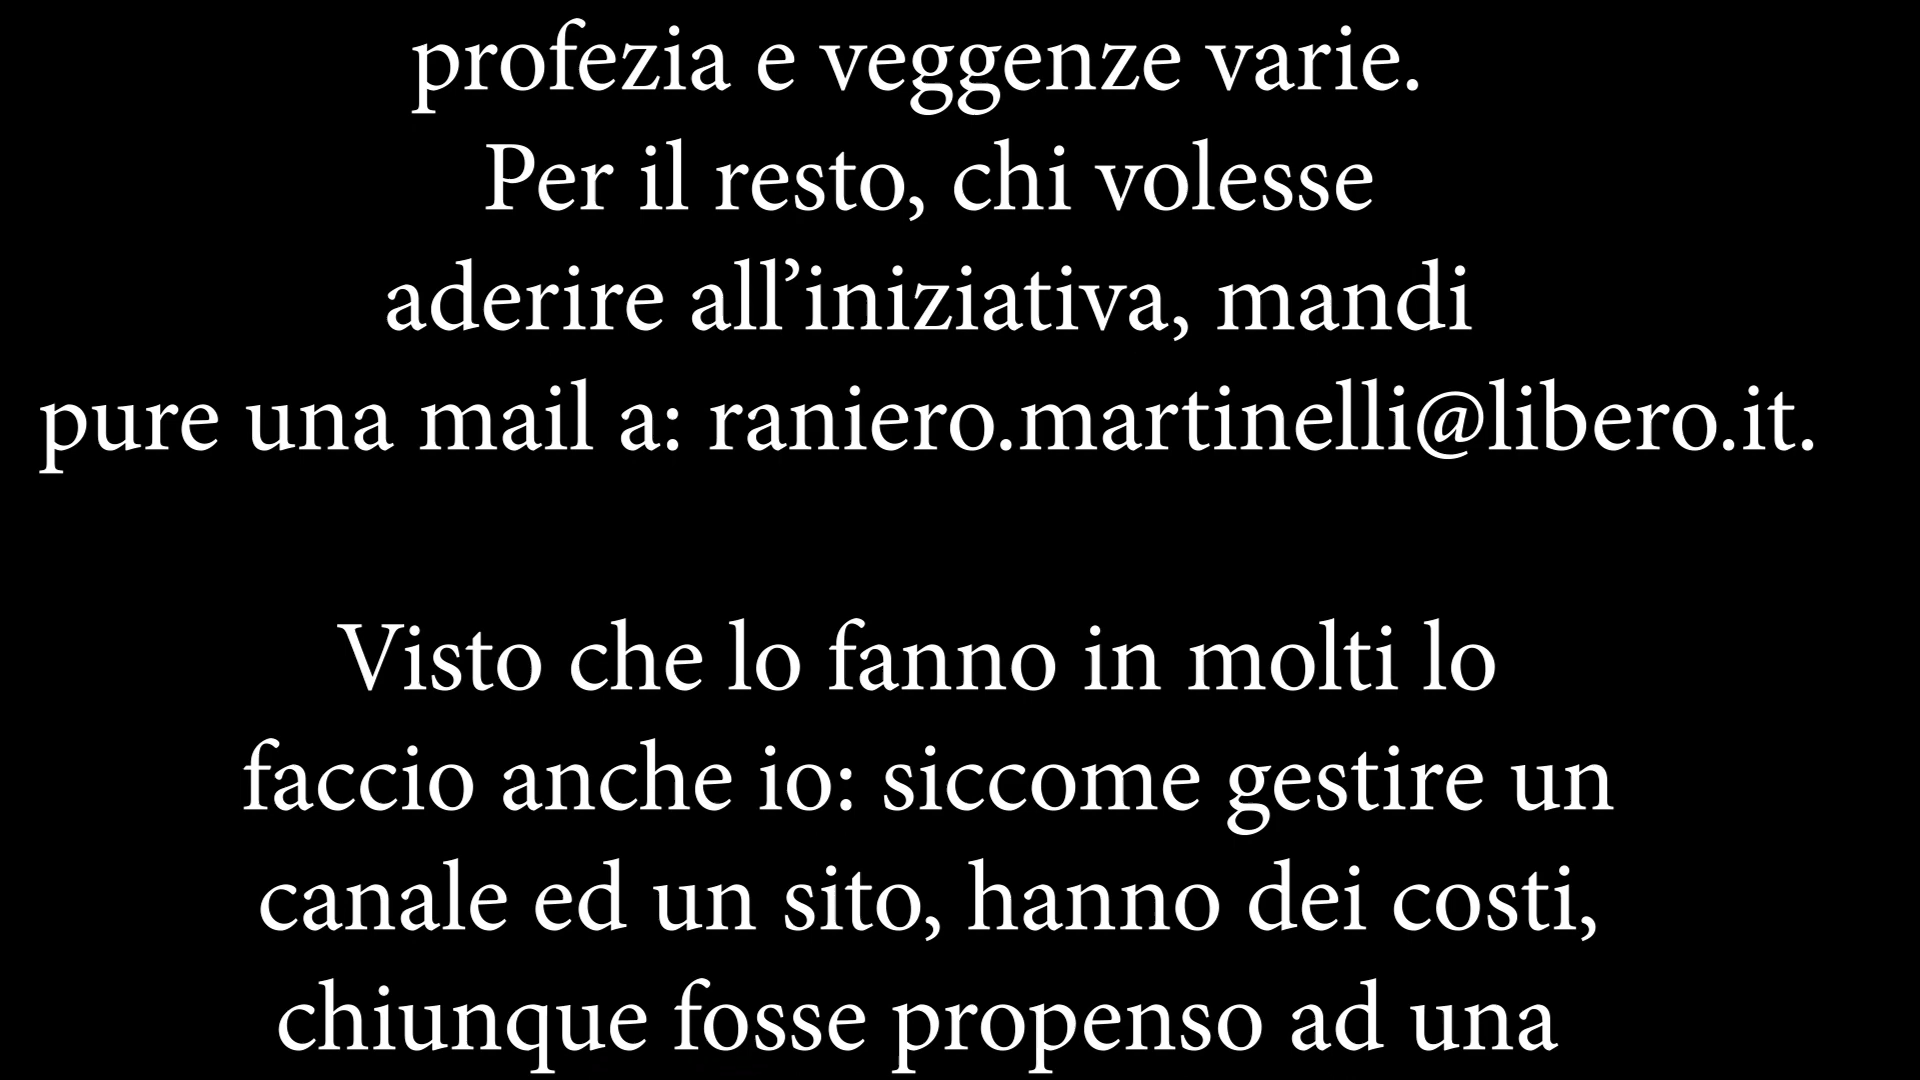 profezia e veggenze varie.
Per il resto, chi volesse
aderire all’iniziativa, mandi
pure una mail a: raniero.martinelli@libero.it.
Visto che lo fanno in molti lo
faccio anche io: siccome gestire un
canale ed un sito, hanno dei costi,
chiunque fosse propenso ad una